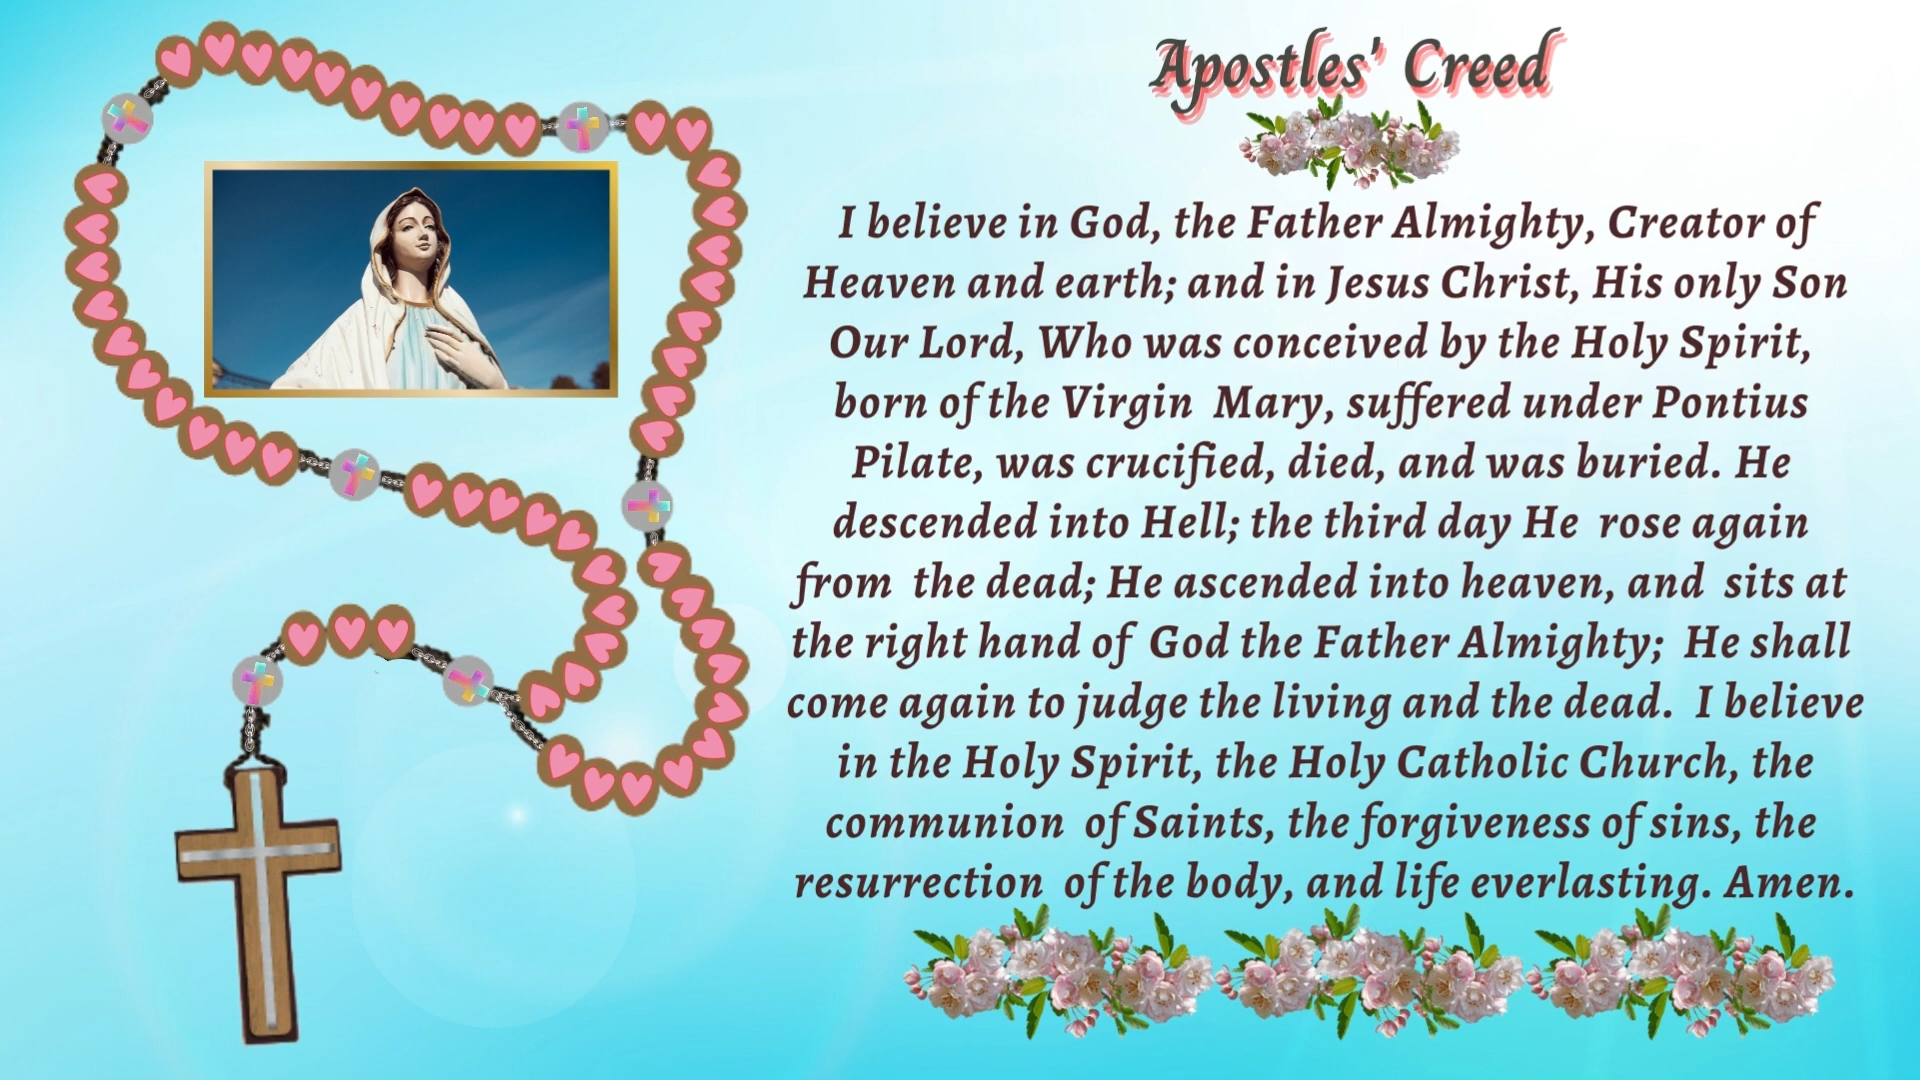 Apostles' Creed
I believe in God, the Father Almighty, Creator of
Heaven and earth; and in Jesus Christ, His only Son
Our Lord, Who was conceived by the Holy Spirit,
born of the Virgin Mary, suffered under Pontius
Pilate, was crucified, died, and was buried. He
descended into Hell; the third day He rose again
from the dead; He ascended into heaven, and sits at
the right hand of God the Father Almighty; He shall
come again to judge the living and the dead. I believe
in the Holy Spirit, the Holy Catholic Church, the
communion of Saints, the forgiveness of sins, the
resurrection of the body, and life everlasting. Amen.